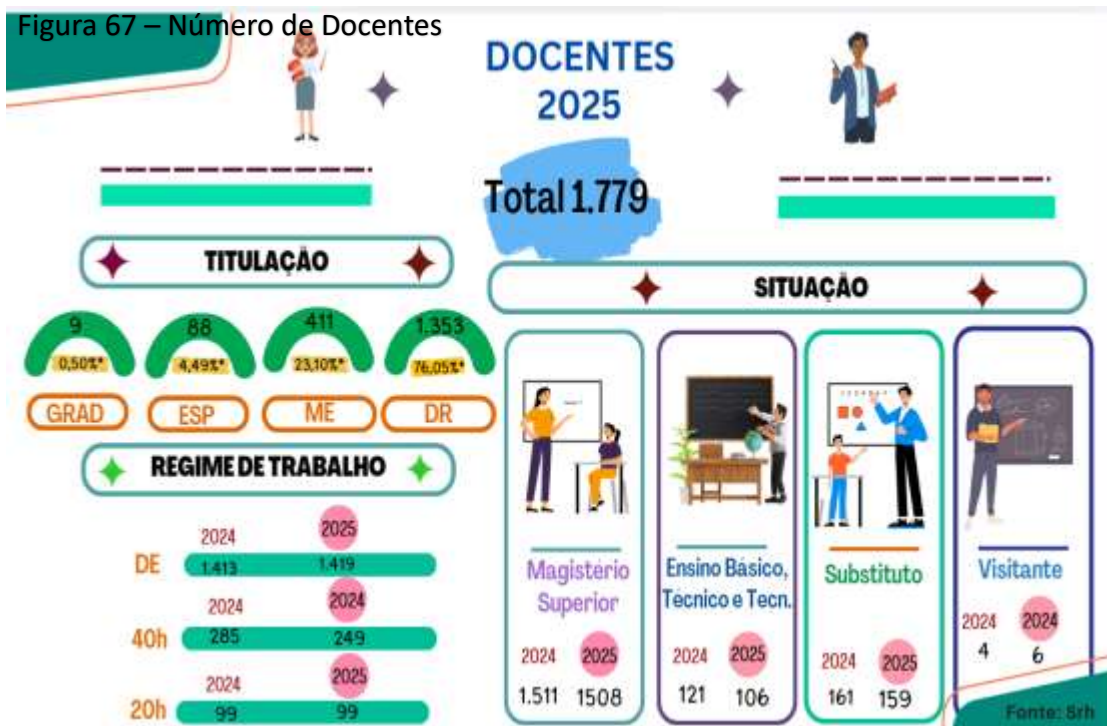 Figura 67 – Número de Docentes
DOCENTES
2025
Total 1.779
TITULAÇÃO
9
88
411
1.353
0,50%*
4,49%*
23,10%*
76,05%*
GRAD
ESP
ME
DR
REGIME DE TRABALHO
2024
2025
DE
1.413
1.419
2024
2024
40h
285
249
2024
2025
20h
99
99
SITUAÇÃO
Magistério
Superior
2024
2025
1.511
1508
Ensino Básico,
Técnico e Tecn.
2024
2025
121
106
Substituto
2024
2025
161
159
Visitante
2024
2024
4
6
Fonte: Srh